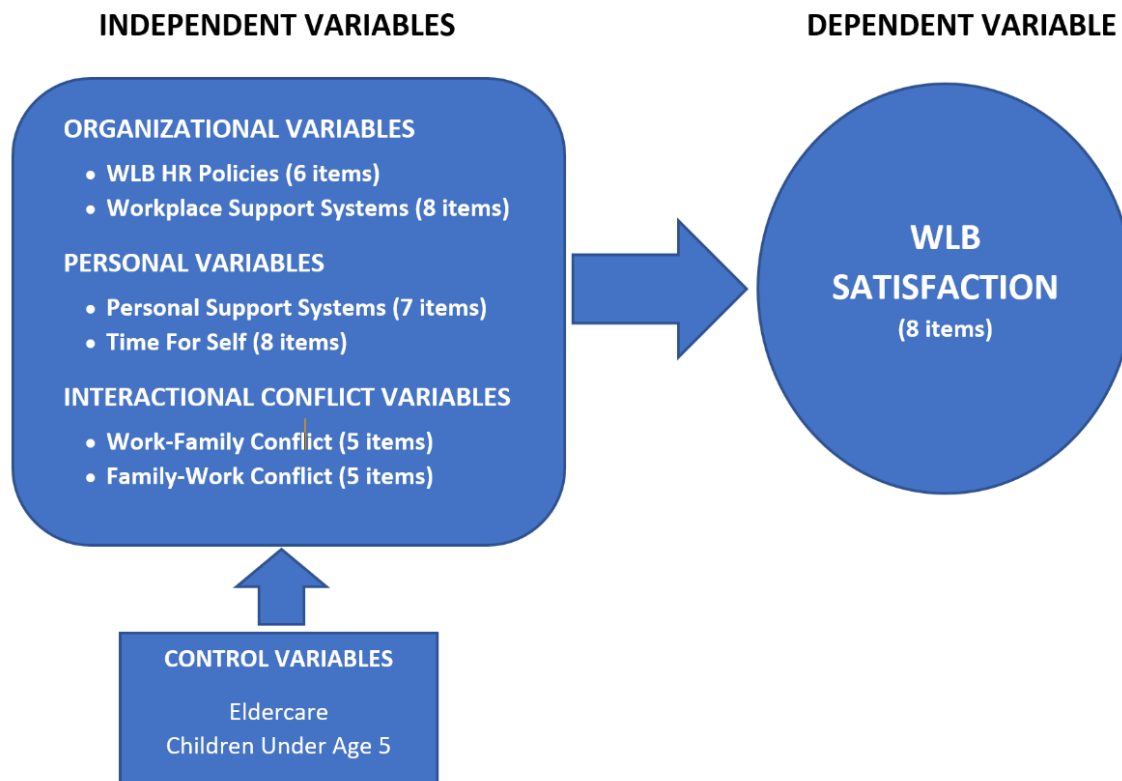 INDEPENDENT VARIABLES
DEPENDENT VARIABLE
ORGANIZATIONAL VARIABLES
• WLB HR Policies (6 items)
• Workplace Support Systems (8 items)
PERSONAL VARIABLES
• Personal Support Systems (7 items)
• Time For Self (8 items)
INTERACTIONAL CONFLICT VARIABLES
• Work-Family Conflict (5 items)
• Family-Work Conflict (5 items)
WLB
SATISFACTION
(8 items)
CONTROL VARIABLES
Eldercare
Children Under Age 5